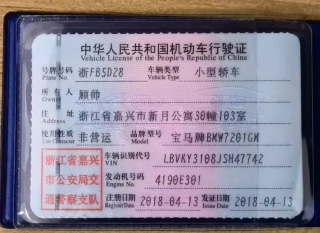 中华人民共和国机动车行驶证
Vehicle License of the People's Republic of China
号牌号码 浙FB5D28 车辆类型 小型轿车
Plate No. Vehicle Type
所有人 顾帅
Owner
住址 浙江省嘉兴市新月公寓30幢103室
Address
使用性质 非营运 品牌型号 宝马牌BMW7201GM
Use Character Model
浙江省嘉兴市公安局交通警察支队
车辆识别代号 LBVKY3108JSH47742
VIN
发动机号码 4190E301
Engine No.
注册日期 2018-04-13 发证日期 2018-04-13
Register Date Issue Date